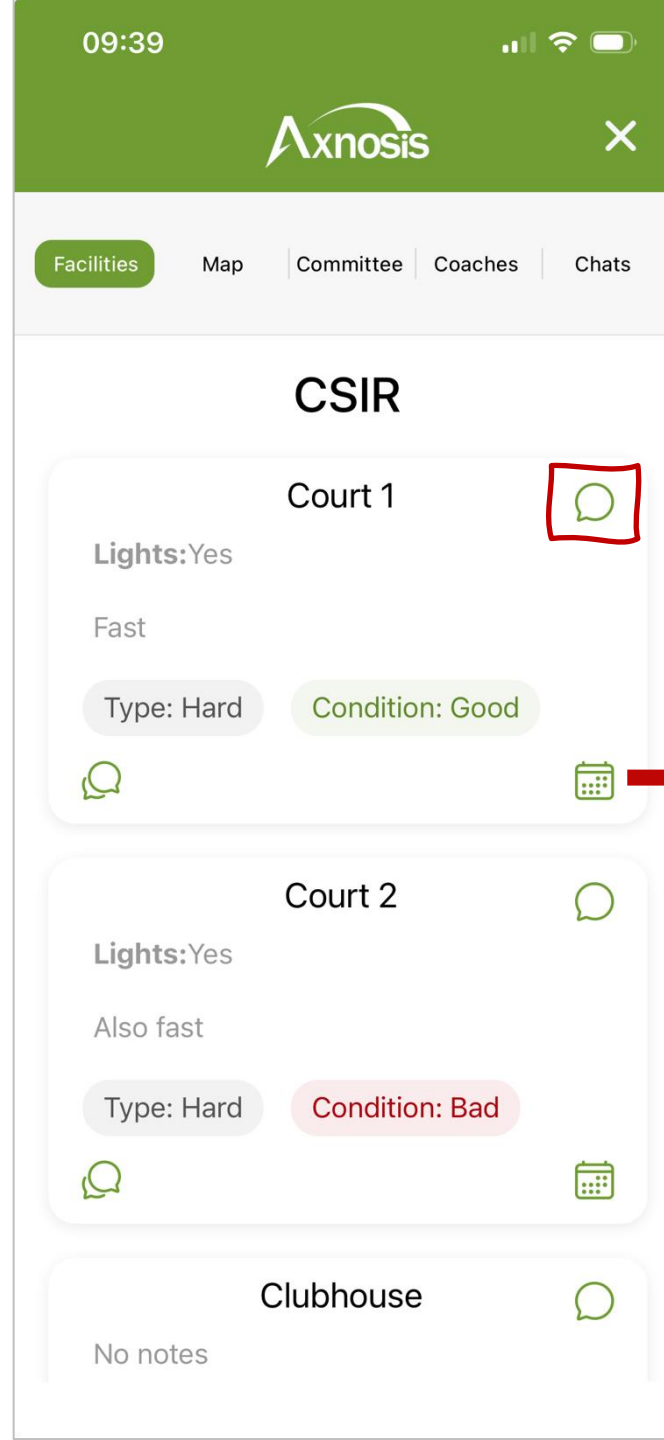 09:39
Axnosis
Facilities Map Committee Coaches Chats
CSIR
Court 1
Lights:Yes
Fast
Type: Hard Condition: Good
Court 2
Lights:Yes
Also fast
Type: Hard Condition: Bad
Clubhouse
No notes